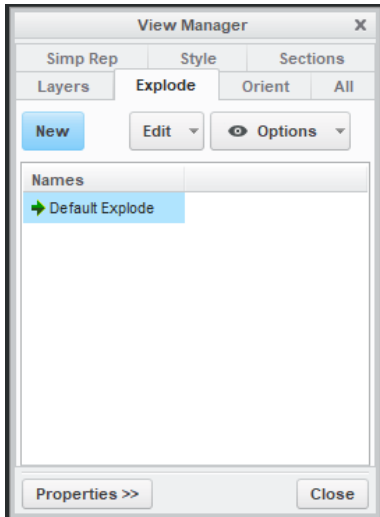 View Manager X
Simp Rep Style Sections
Layers Explode Orient All
New Edit Options
Names
Default Explode
Properties >> Close